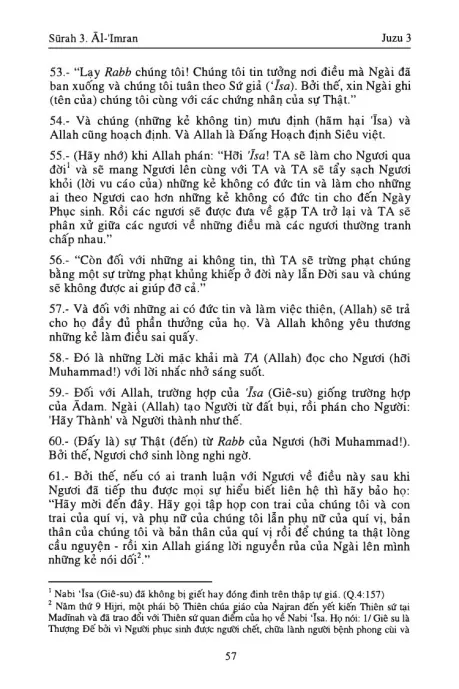 Sūrah 3. Āl-'Imran Juzu 3
53.- “Lạy Rabb chúng tôi! Chúng tôi tin tưởng nơi điều mà Ngài đã
ban xuống và chúng tôi tuân theo Sứ giả (‘Īsa). Bởi thế, xin Ngài ghi
(tên của) chúng tôi cùng với các chứng nhân của sự Thật.”
54.- Và chúng (những kẻ không tin) mưu định (hãm hại 'Īsa) và
Allah cũng hoạch định. Và Allah là Đấng Hoạch định Siêu việt.
55.- (Hãy nhớ) khi Allah phán: “Hỡi 'Īsa! TA sẽ làm cho Ngươi qua
đời¹ và sẽ mang Ngươi lên cùng với TA và TA sẽ tẩy sạch Ngươi
khỏi (lời vu cáo của) những kẻ không có đức tin và làm cho những
ai theo Ngươi cao hơn những kẻ không có đức tin cho đến Ngày
Phục sinh. Rồi các ngươi sẽ được đưa về gặp TA trở lại và TA sẽ
phân xử giữa các ngươi về những điều mà các ngươi thường tranh
chấp nhau.”
56.- “Còn đối với những ai không tin, thì TA sẽ trừng phạt chúng
bằng một sự trừng phạt khủng khiếp ở đời này lẫn Đời sau và chúng
sẽ không được ai giúp đỡ cả.”
57.- Và đối với những ai có đức tin và làm việc thiện, (Allah) sẽ trả
cho họ đầy đủ phần thưởng của họ. Và Allah không yêu thương
những kẻ làm điều sai quấy.
58.- Đó là những Lời mặc khải mà TA (Allah) đọc cho Ngươi (hỡi
Muhammad!) với lời nhắc nhở sáng suốt.
59.- Đối với Allah, trường hợp của 'Īsa (Giê-su) giống trường hợp
của Ādam. Ngài (Allah) tạo Người từ đất bụi, rồi phán cho Người:
'Hãy Thành' và Người thành như thế.
60.- (Đấy là) sự Thật (đến) từ Rabb của Ngươi (hỡi Muhammad!).
Bởi thế, Ngươi chớ sinh lòng nghi ngờ.
61.- Bởi thế, nếu có ai tranh luận với Ngươi về điều này sau khi
Ngươi đã tiếp thu được mọi sự hiểu biết liên hệ thì hãy bảo họ:
“Hãy mời đến đây. Hãy gọi tập họp con trai của chúng tôi và con
trai của quí vị, và phụ nữ của chúng tôi lẫn phụ nữ của quí vị, bản
thân của chúng tôi và bản thân của quí vị rồi để chúng ta thật lòng
cầu nguyện - rồi xin Allah giáng lời nguyền rủa của Ngài lên mình
những kẻ nói dối².”
¹ Nabi 'Īsa (Giê-su) đã không bị giết hay đóng đinh trên thập tự giá. (Q.4:157)
² Năm thứ 9 Hijri, một phái bộ Thiên chúa giáo của Najran đến yết kiến Thiên sứ tại
Madīnah và đã trao đổi với Thiên sứ quan điểm của họ về Nabi 'Īsa. Họ nói: 1/ Giê su là
Thượng Đế bởi vì Người phục sinh được người chết, chữa lành người bệnh phong cùi và
57